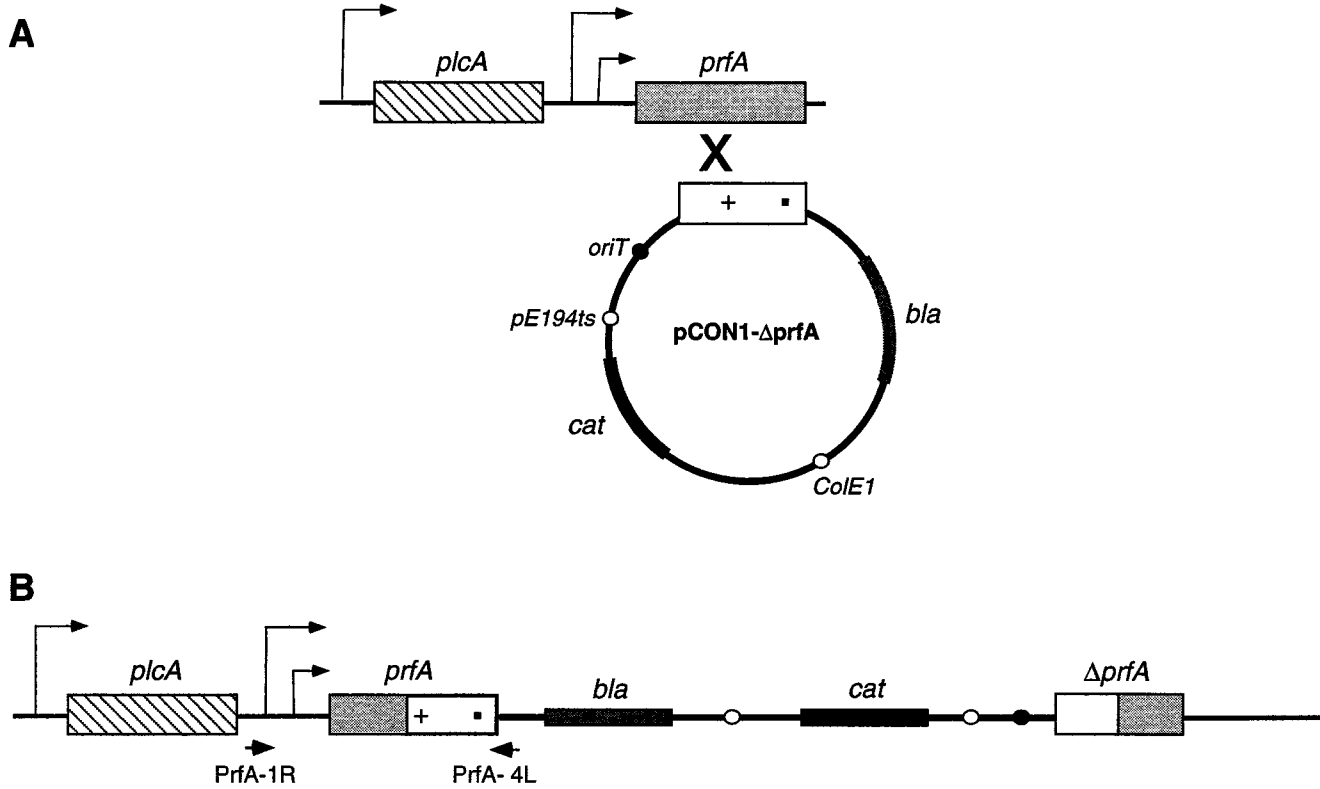 A
plcA
prfA
X
+
oriT
pE194ts
pCON1-ΔprfA
bla
cat
ColE1
B
plcA
prfA
bla
cat
ΔprfA
+
PrfA-1R
PrfA- 4L